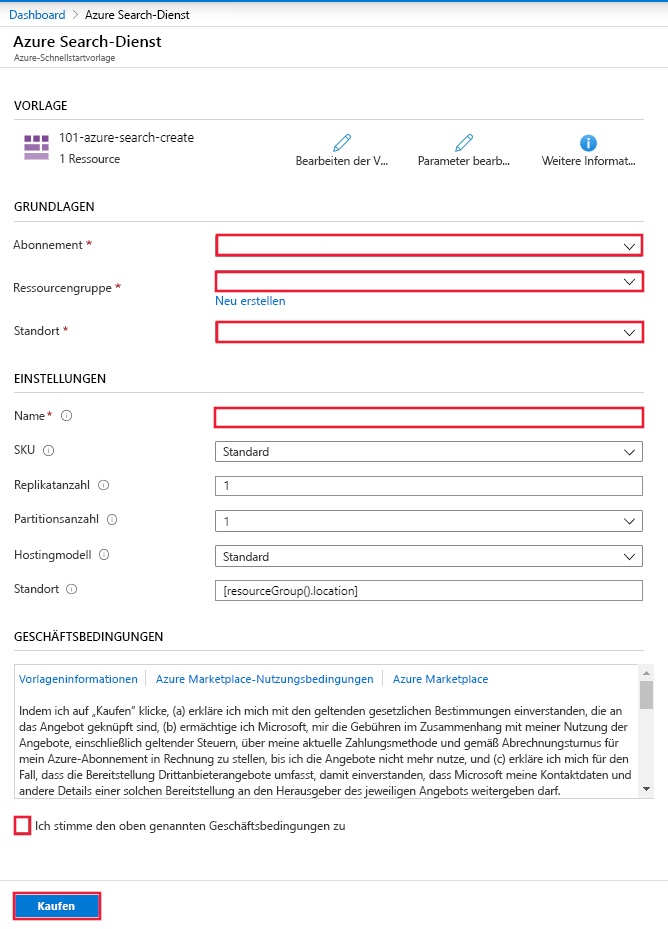 Dashboard > Azure Search-Dienst
Azure Search-Dienst
Azure-Schnellstartvorlage
VORLAGE
101-azure-search-create
1 Ressource
Bearbeiten der V...
Parameter bearb...
Weitere Informat...
GRUNDLAGEN
Abonnement *
Ressourcengruppe *
Neu erstellen
Standort *
EINSTELLUNGEN
Name *
SKU
Standard
Replikatanzahl
1
Partitionsanzahl
1
Hostingmodell
Standard
Standort
[resourceGroup().location]
GESCHÄFTSBEDINGUNGEN
Vorlageninformationen | Azure Marketplace-Nutzungsbedingungen | Azure Marketplace
Indem ich auf „Kaufen“ klicke, (a) erkläre ich mich mit den geltenden gesetzlichen Bestimmungen einverstanden, die an
das Angebot geknüpft sind, (b) ermächtige ich Microsoft, mir die Gebühren im Zusammenhang mit meiner Nutzung der
Angebote, einschließlich geltender Steuern, über meine aktuelle Zahlungsmethode und gemäß Abrechnungsturnus für
mein Azure-Abonnement in Rechnung zu stellen, bis ich die Angebote nicht mehr nutze, und (c) erkläre ich mich für den
Fall, dass die Bereitstellung Drittanbieterangebote umfasst, damit einverstanden, dass Microsoft meine Kontaktdaten und
andere Details einer solchen Bereitstellung an den Herausgeber des jeweiligen Angebots weitergeben darf.
Ich stimme den oben genannten Geschäftsbedingungen zu
Kaufen